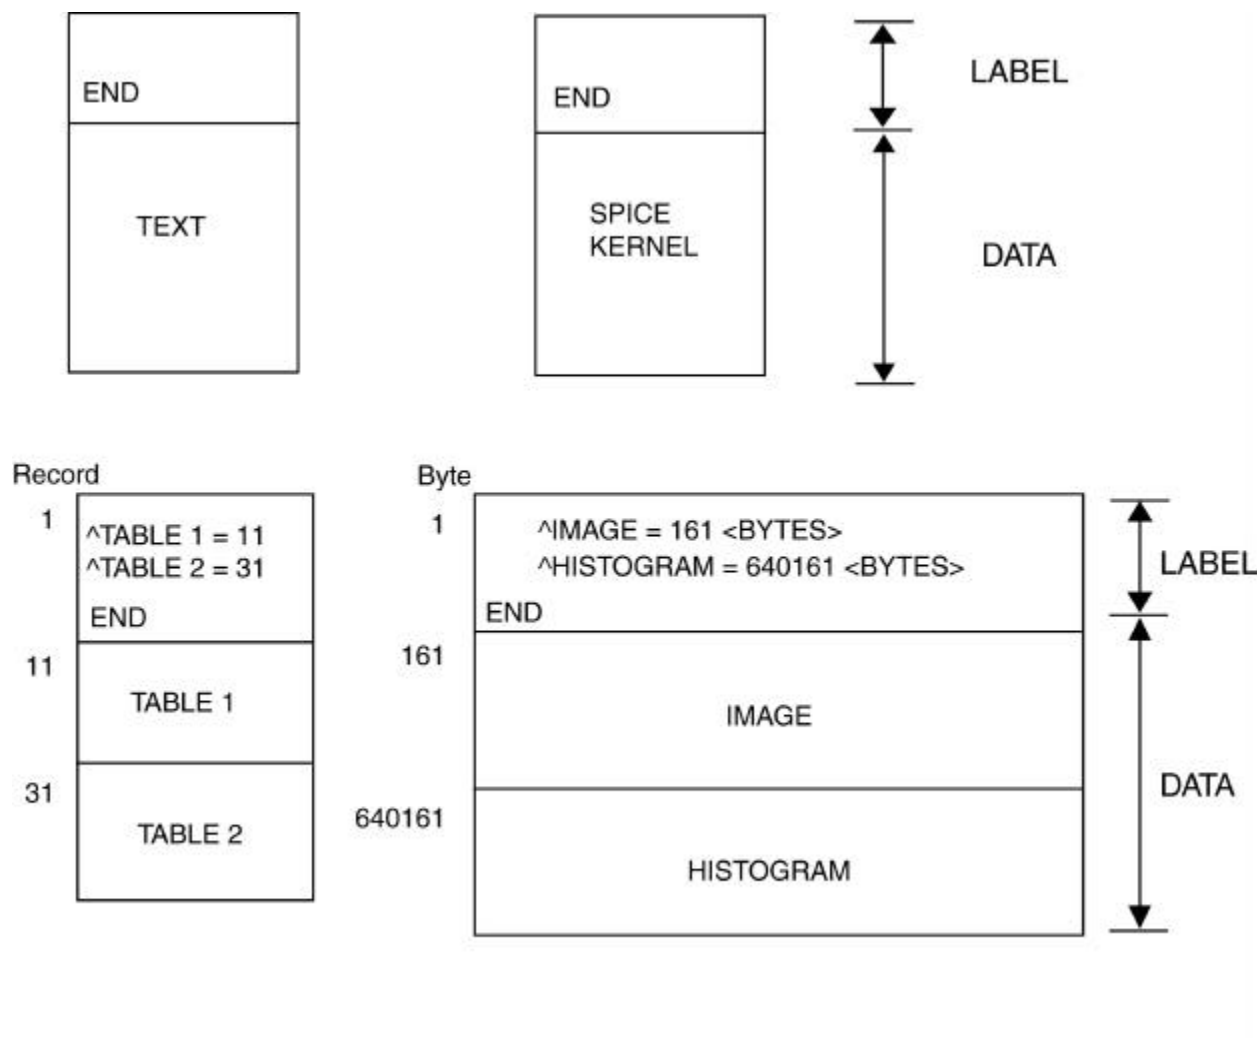 END
TEXT
END
SPICE
KERNEL
LABEL
DATA
Record
1
^TABLE 1 = 11
^TABLE 2 = 31
END
11
TABLE 1
31
TABLE 2
Byte
1
^IMAGE = 161 <BYTES>
^HISTOGRAM = 640161 <BYTES>
END
161
IMAGE
640161
HISTOGRAM
LABEL
DATA